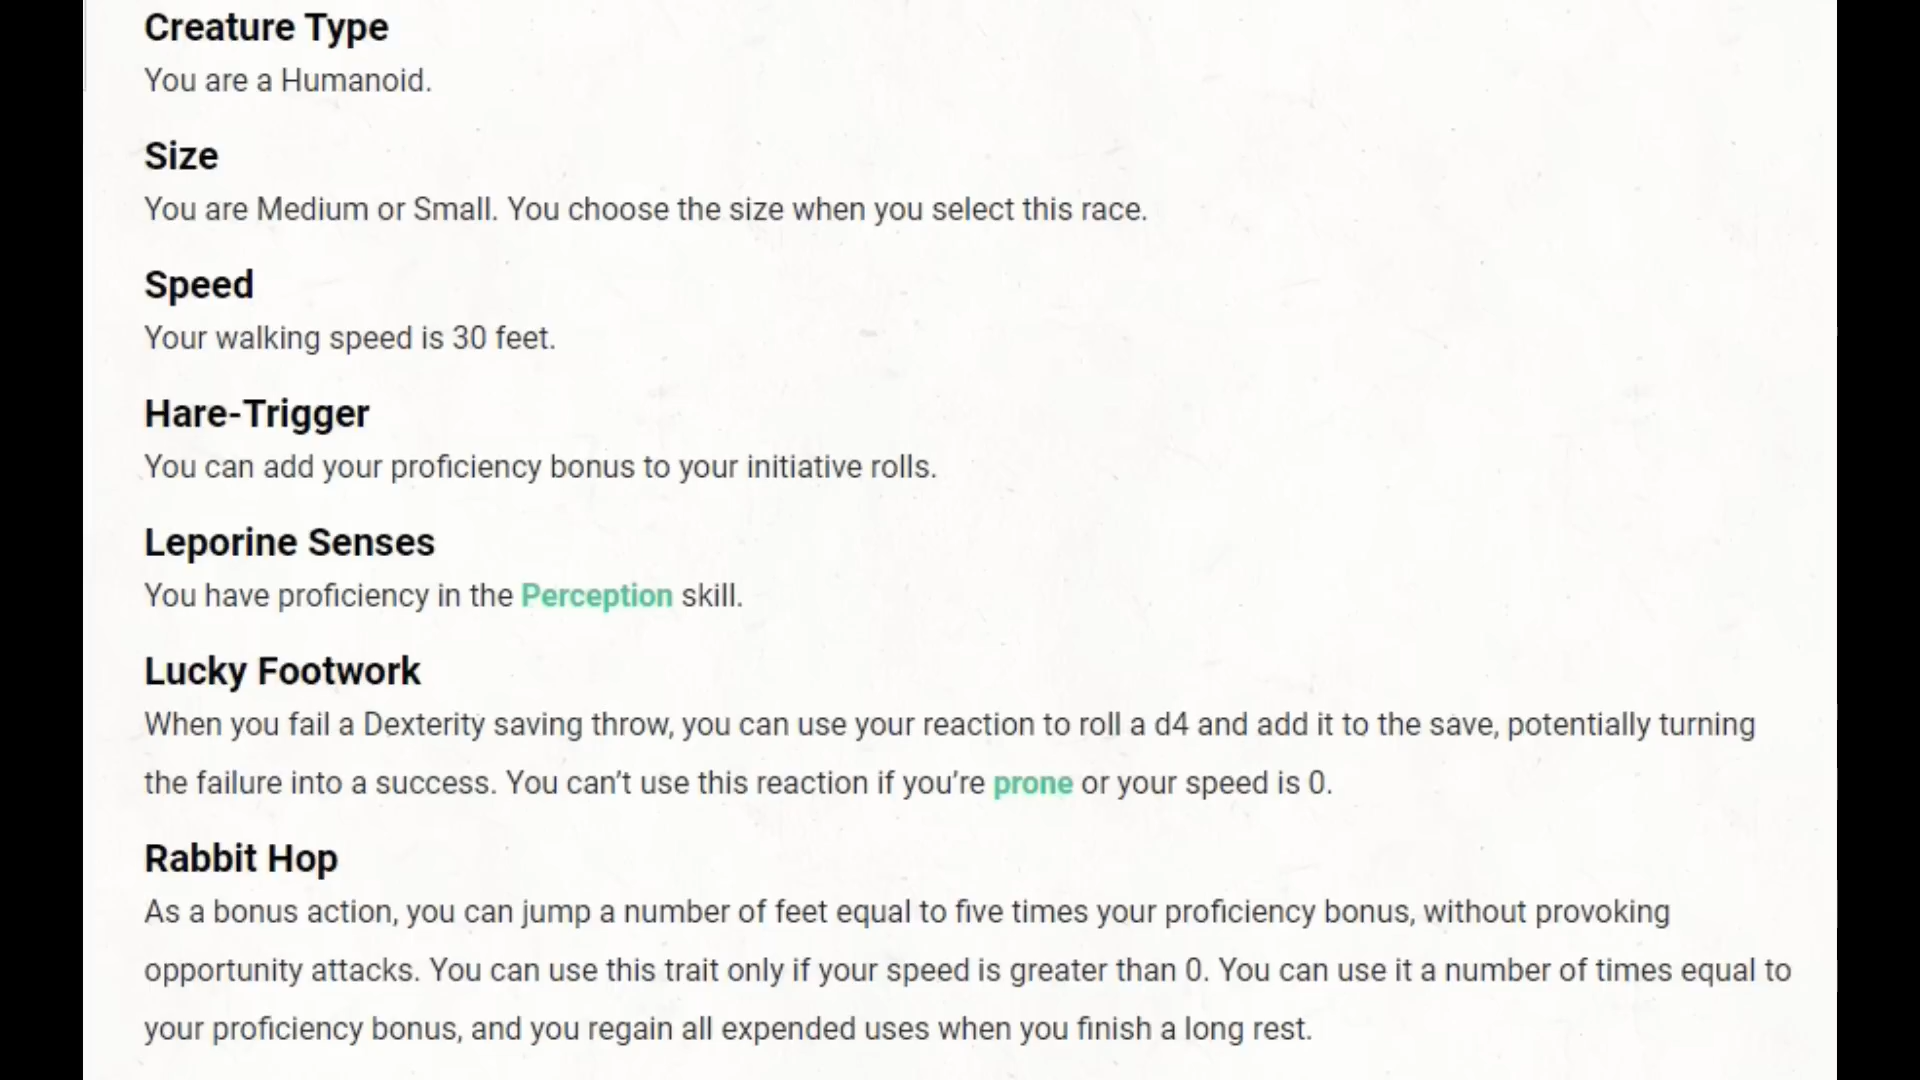 Creature Type
You are a Humanoid.
Size
You are Medium or Small. You choose the size when you select this race.
Speed
Your walking speed is 30 feet.
Hare-Trigger
You can add your proficiency bonus to your initiative rolls.
Leporine Senses
You have proficiency in the Perception skill.
Lucky Footwork
When you fail a Dexterity saving throw, you can use your reaction to roll a d4 and add it to the save, potentially turning
the failure into a success. You can’t use this reaction if you’re prone or your speed is 0.
Rabbit Hop
As a bonus action, you can jump a number of feet equal to five times your proficiency bonus, without provoking
opportunity attacks. You can use this trait only if your speed is greater than 0. You can use it a number of times equal to
your proficiency bonus, and you regain all expended uses when you finish a long rest.